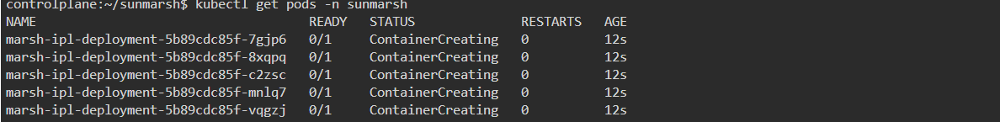 controlplane:~/sunmarsh$ kubectl get pods -n sunmarsh
NAME READY STATUS RESTARTS AGE
marsh-ipl-deployment-5b89cdc85f-7gjp6 0/1 ContainerCreating 0 12s
marsh-ipl-deployment-5b89cdc85f-8xqpq 0/1 ContainerCreating 0 12s
marsh-ipl-deployment-5b89cdc85f-c2zsc 0/1 ContainerCreating 0 12s
marsh-ipl-deployment-5b89cdc85f-mnlq7 0/1 ContainerCreating 0 12s
marsh-ipl-deployment-5b89cdc85f-vqgzj 0/1 ContainerCreating 0 12s